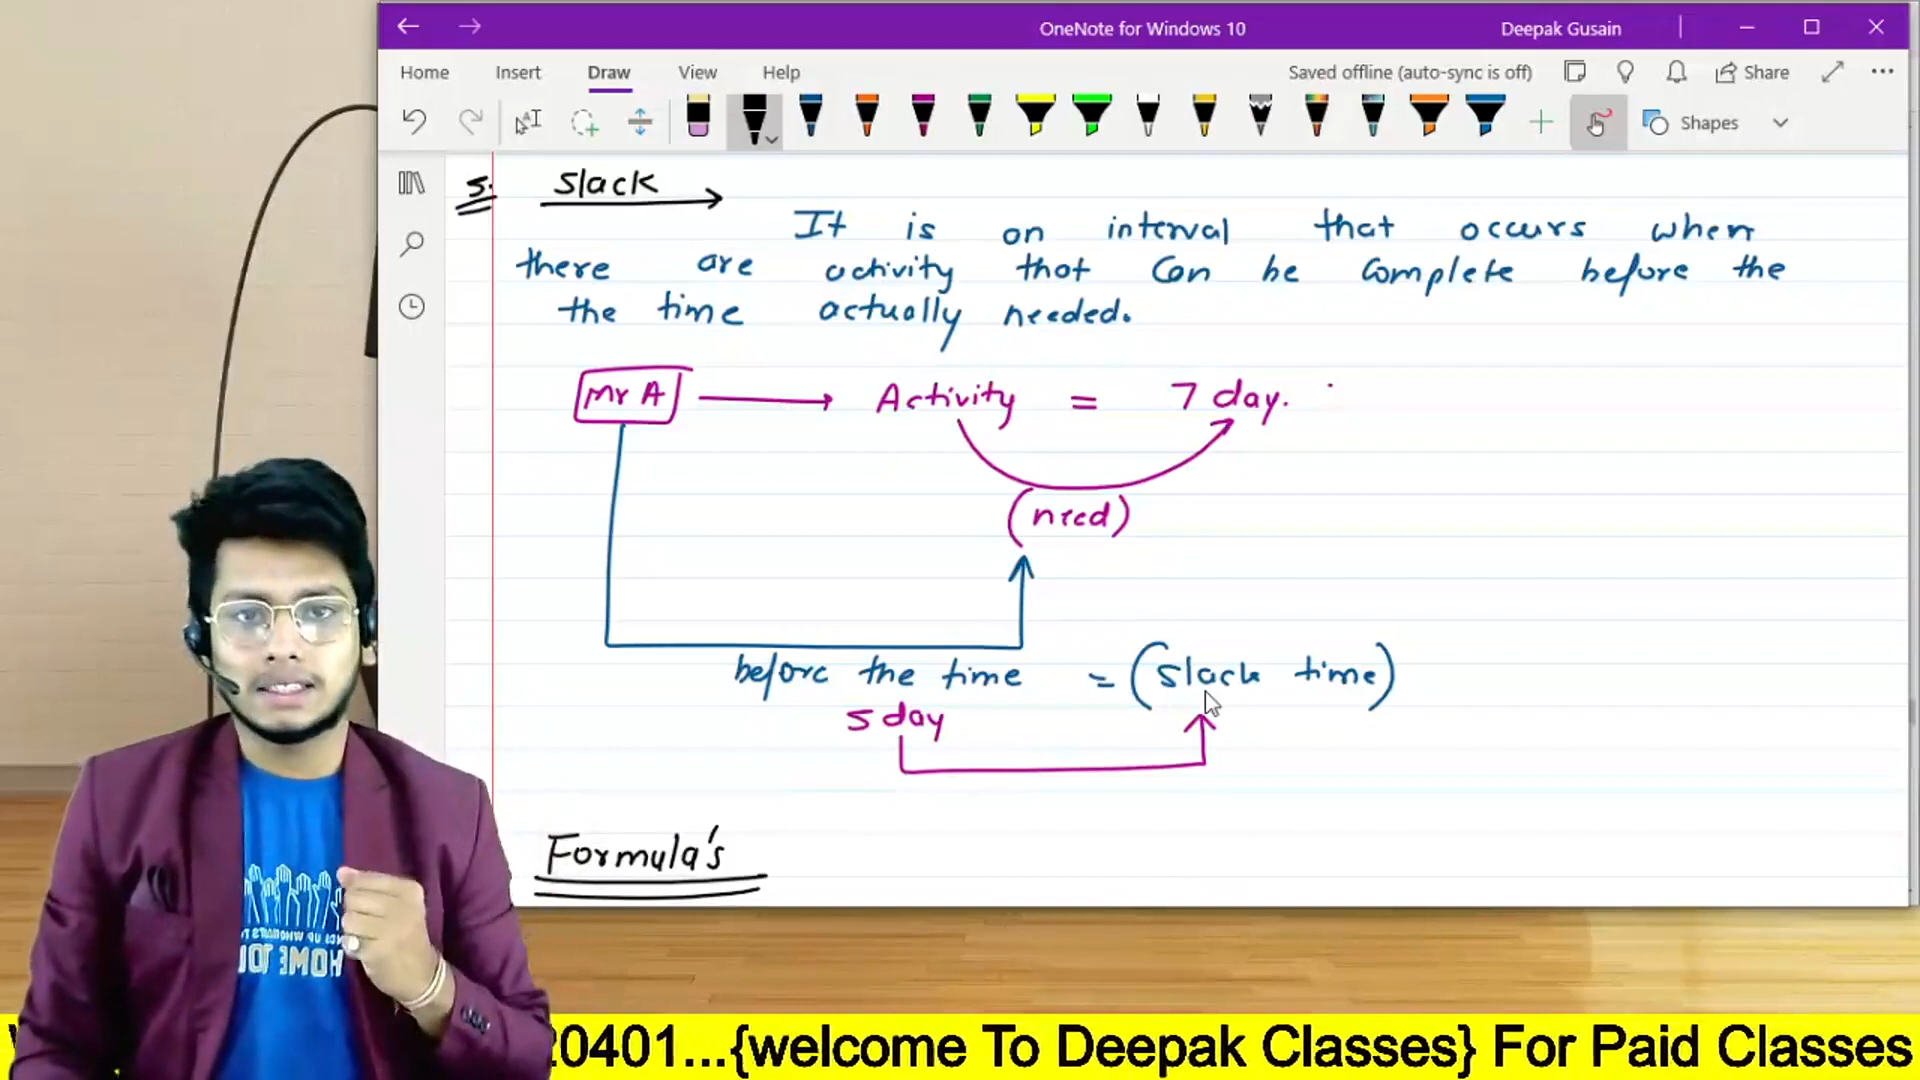 OneNote for Windows 10
Deepak Gusain
Home Insert Draw View Help
Saved offline (auto-sync is off)
Share
Shapes
5. Slack
It is on interval that occurs when
there are activity that can be complete before the
the time actually needed.
Mr A Activity = 7 day.
(need)
before the time = (slack time)
5 day
Formula's
HOME TO
20401...{welcome To Deepak Classes} For Paid Classes